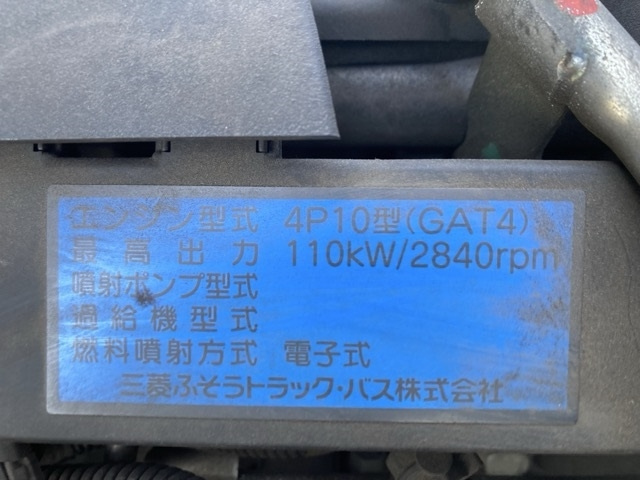 エンジン型式 4P10型(GAT4)
最高出力 110kW/2840rpm
噴射ポンプ型式
過給機型式
燃料噴射方式 電子式
三菱ふそうトラック・バス株式会社